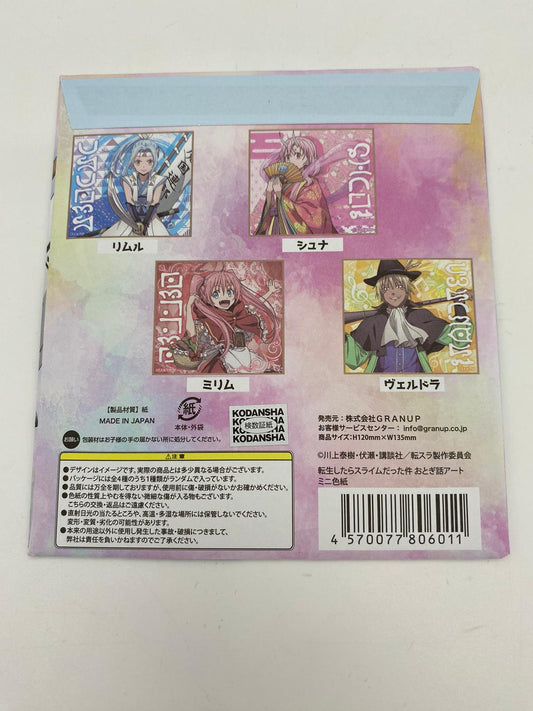 リムル
シュナ
ミリム
ヴェルドラ
【製品材質】紙
MADE IN JAPAN
紙
本体・外袋
KODANSHA
KODANSHA
検数証紙
KODANSHA
KODANSHA
お願い 包装材はお子様の手の届かない所に処分してください。
発売元：株式会社GRANUP
お客様サービスセンター：info@granup.co.jp
商品サイズ：H120mm×W135mm
©川上泰樹・伏瀬・講談社／転スラ製作委員会
転生したらスライムだった件 おとぎ話アート
ミニ色紙
4 570077 806011
⚠注意
●デザインはイメージです。実際の商品とは多少異なる場合がございます。
●パッケージには全4種のうち1種類がランダムで入っています。
●品質には万全を期しておりますが、使用前に傷・破損がないかお確かめください。
●色紙の性質上やむを得ない微細な傷が入る物もございます。
こちらの交換・返品はご遠慮ください。
●直射日光の当たるところや、高温・多湿な場所には保管しないでください。
変形・変質・劣化の可能性があります。
●本来の用途以外に使用し発生した事故・破損につきまして、
弊社は責任を負いかねますのでご了承ください。